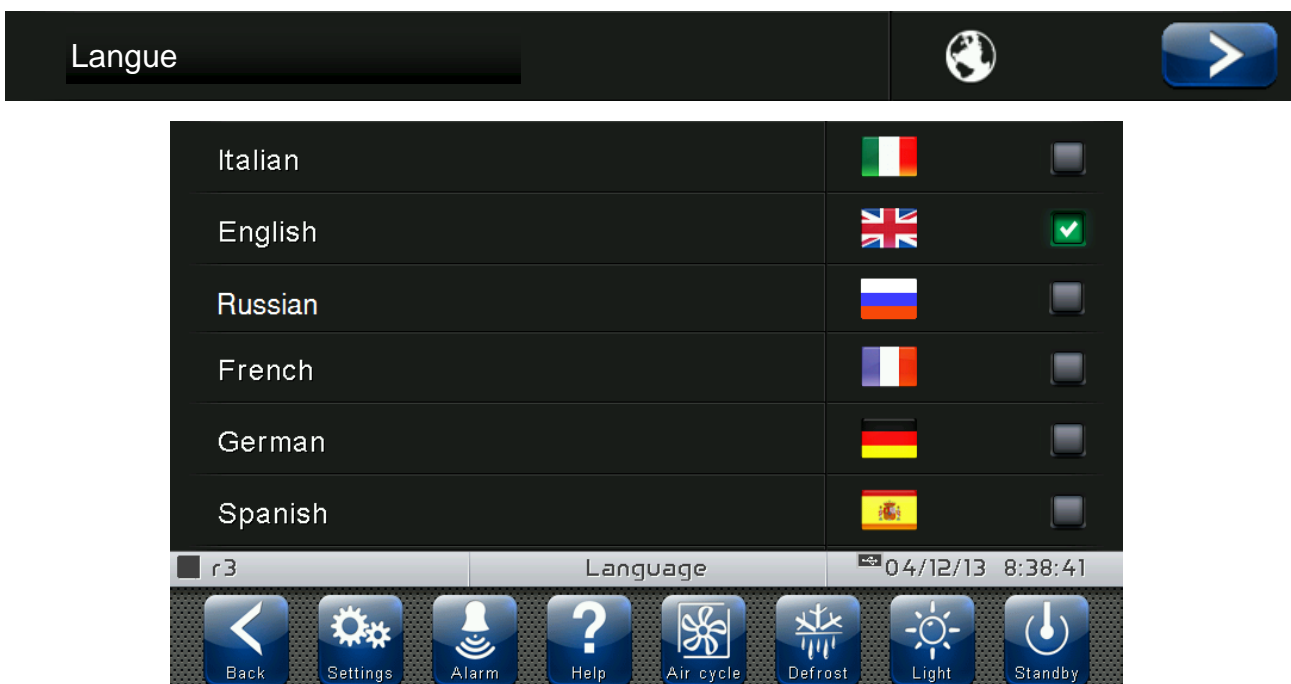 Langue
Italian
English
Russian
French
German
Spanish
r3 Language 04/12/13 8:38:41
Back Settings Alarm Help Air cycle Defrost Light Standby